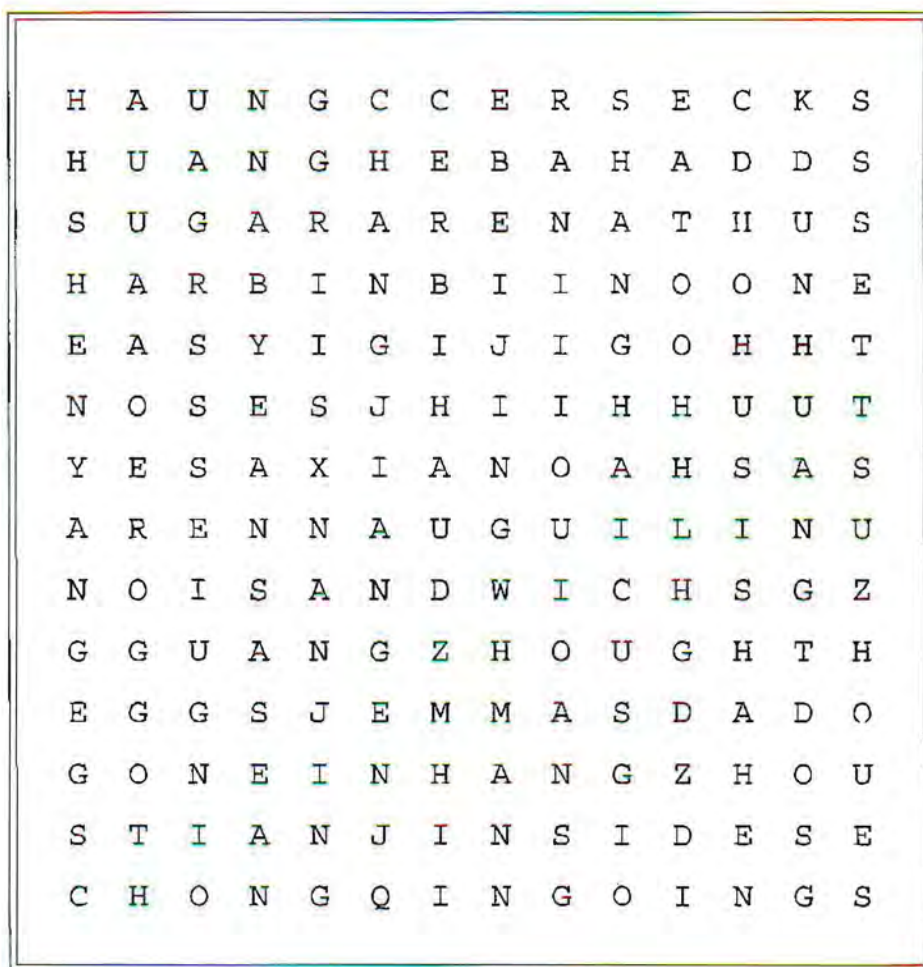 H A U N G C C E R S E C K S
H U A N G H E B A H A D D S
S U G A R A R E N A T H U S
H A R B I N B I I N O O N E
E A S Y I G I J I G O H H T
N O S E S J H I I H H U U T
Y E S A X I A N O A H S A S
A R E N N A U G U I L I N U
N O I S A N D W I C H S G Z
G G U A N G Z H O U G H T H
E G G S J E M M A S D A D O
G O N E I N H A N G Z H O U
S T I A N J I N S I D E S E
C H O N G Q I N G O I N G S